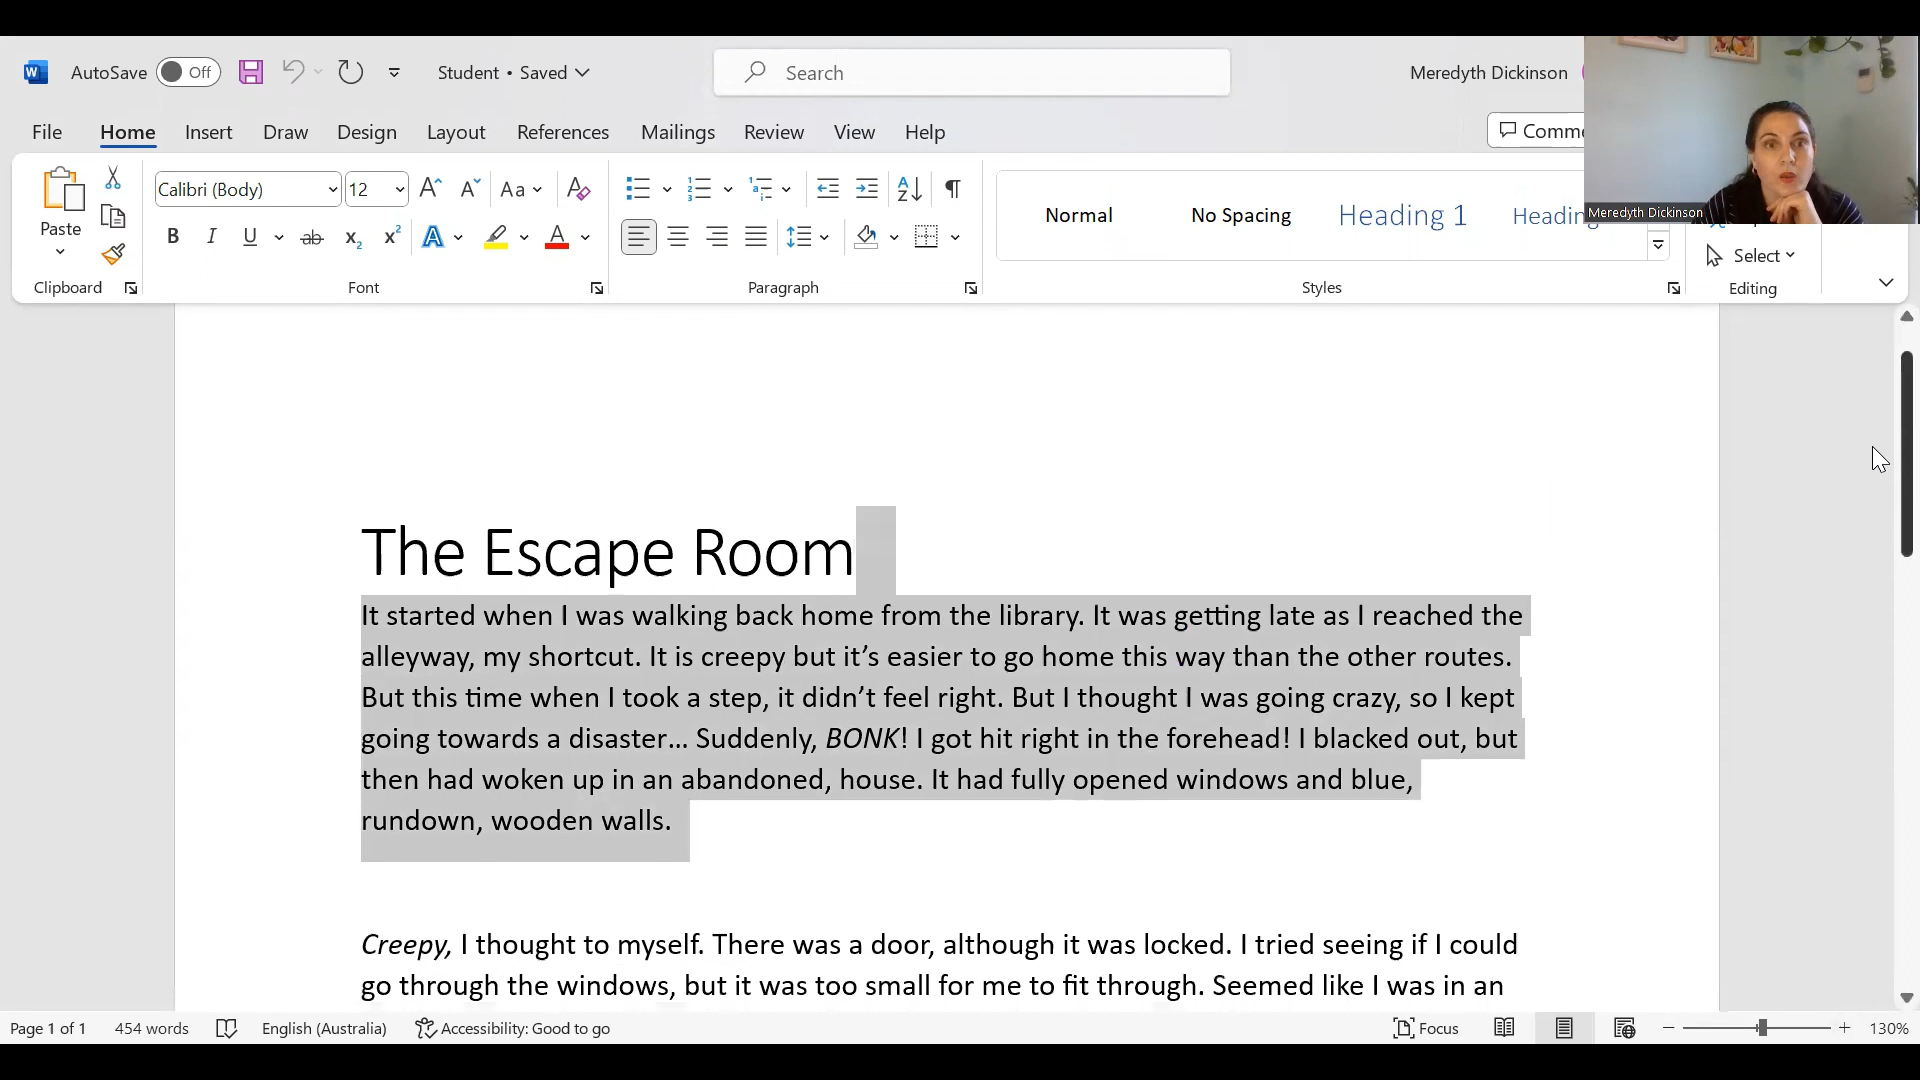 AutoSave Off Student • Saved Search Meredyth Dickinson
File Home Insert Draw Design Layout References Mailings Review View Help
Paste Calibri (Body) 12 Aa
Normal No Spacing Heading 1
Meredyth Dickinson
Select
Clipboard Font Paragraph Styles Editing
The Escape Room
It started when I was walking back home from the library. It was getting late as I reached the
alleyway, my shortcut. It is creepy but it’s easier to go home this way than the other routes.
But this time when I took a step, it didn’t feel right. But I thought I was going crazy, so I kept
going towards a disaster... Suddenly, BONK! I got hit right in the forehead! I blacked out, but
then had woken up in an abandoned, house. It had fully opened windows and blue,
rundown, wooden walls.
Creepy, I thought to myself. There was a door, although it was locked. I tried seeing if I could
go through the windows, but it was too small for me to fit through. Seemed like I was in an
Page 1 of 1 454 words English (Australia) Accessibility: Good to go Focus 130%